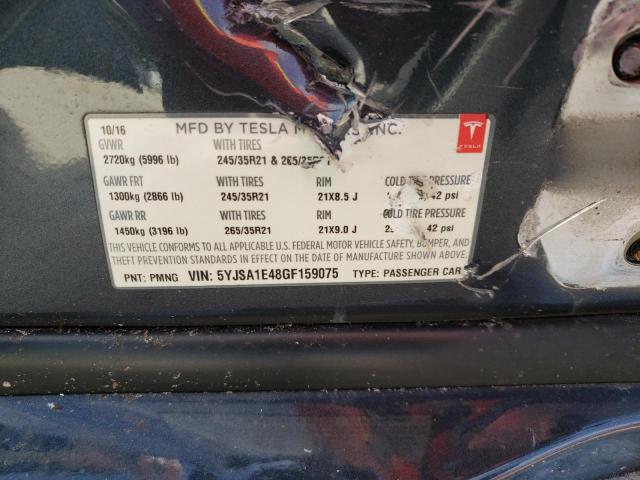 10/16 MFD BY TESLA INC.
TESLA
GVWR WITH TIRES
2720kg (5996 lb) 245/35R21 &
GAWR FRT WITH TIRES RIM COLD TIRE PRESSURE
1300kg (2866 lb) 245/35R21 21X8.5 J 42 psi
GAWR RR WITH TIRES RIM COLD TIRE PRESSURE
1450kg (3196 lb) 265/35R21 21X9.0 J 42 psi
THIS VEHICLE CONFORMS TO ALL APPLICABLE U.S. FEDERAL MOTOR VEHICLE SAFETY, BUMPER, AND
THEFT PREVENTION STANDARDS IN EFFECT ON THE DATE OF MANUFACTURE SHOWN ABOVE.
PNT: PMNG VIN: 5YJSA1E48GF159075 TYPE: PASSENGER CAR